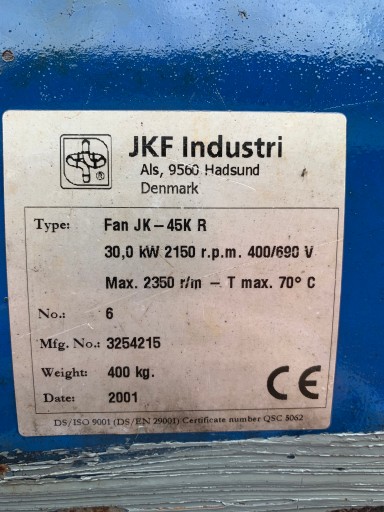 JKF Industri
Als, 9560 Hadsund
Denmark
®
Type: Fan JK-45K R
30,0 kW 2150 r.p.m. 400/690 V
Max. 2350 r/m - T max. 70° C
No.: 6
Mfg. No.: 3254215
Weight: 400 kg.
Date: 2001
CE
DS/ISO 9001 (DS/EN 29001) Certificate number QSC 5062